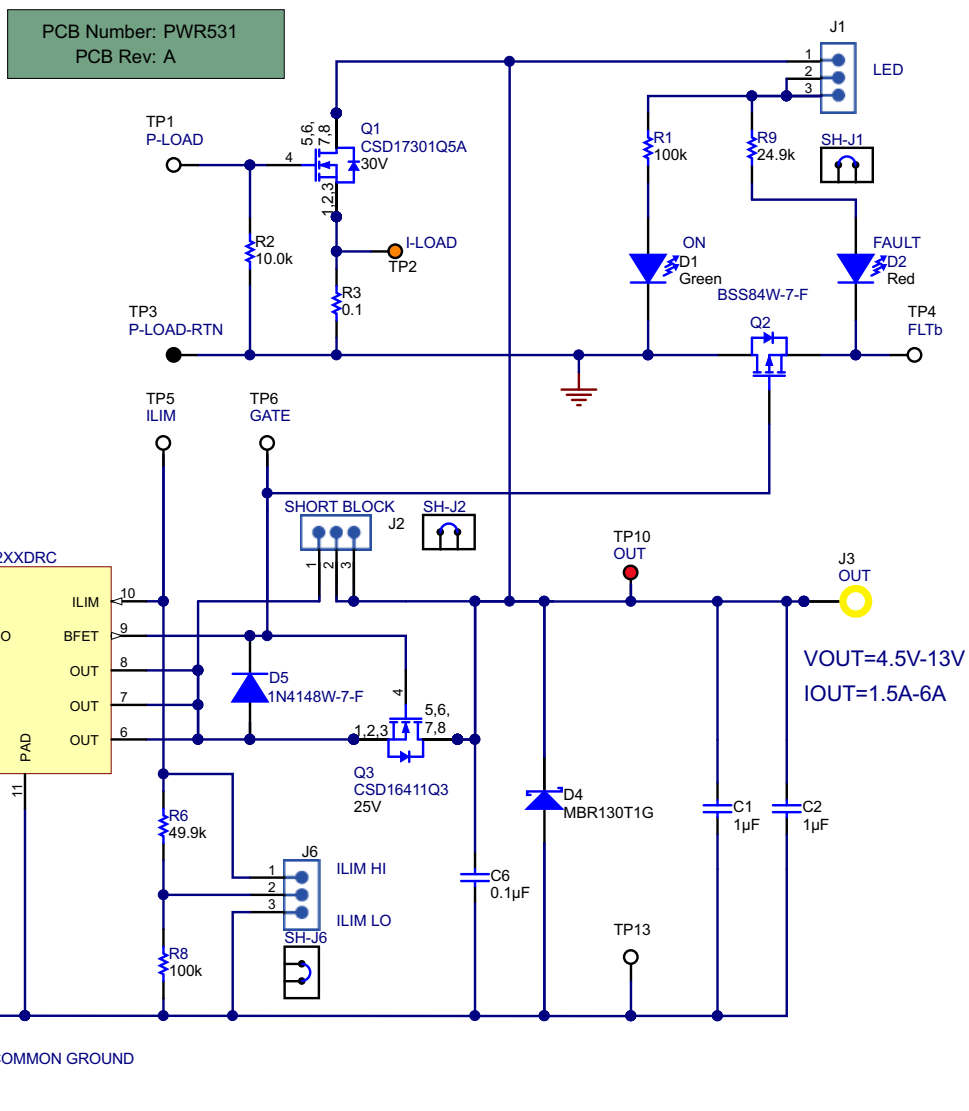 PCB Number: PWR531
PCB Rev: A
J1
1
2
3
LED
TP1
P-LOAD
5,6,
7,8
4
Q1
CSD17301Q5A
30V
1,2,3
R1
100k
R9
24.9k
SH-J1
R2
10.0k
I-LOAD
TP2
R3
0.1
ON
D1
Green
FAULT
D2
Red
BSS84W-7-F
Q2
TP3
P-LOAD-RTN
TP4
FLTb
TP5
ILIM
TP6
GATE
SHORT BLOCK
J2
SH-J2
1
2
3
TP10
OUT
J3
OUT
2XXDRC
ILIM
10
O
BFET
9
OUT
8
OUT
7
OUT
6
PAD
11
D5
1N4148W-7-F
4
1,2,3
5,6,
7,8
Q3
CSD16411Q3
25V
VOUT=4.5V-13V
IOUT=1.5A-6A
D4
MBR130T1G
C1
1µF
C2
1µF
R6
49.9k
J6
1
2
3
ILIM HI
ILIM LO
SH-J6
C6
0.1µF
R8
100k
TP13
COMMON GROUND